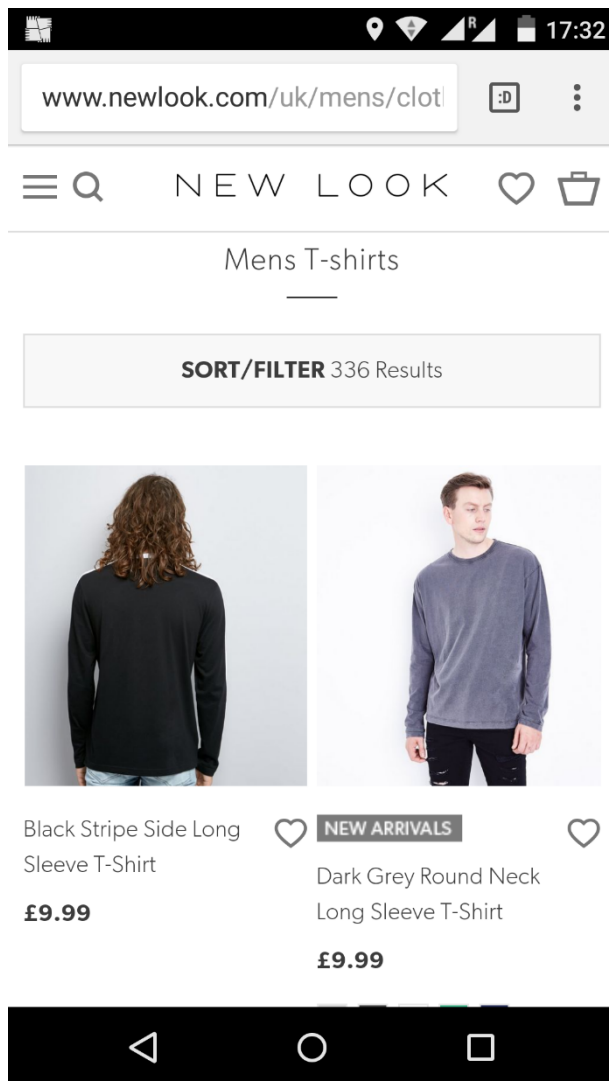 R
17:32
www.newlook.com/uk/mens/clot
:D
NEW LOOK
Mens T-shirts
SORT/FILTER 336 Results
Black Stripe Side Long
Sleeve T-Shirt
£9.99
NEW ARRIVALS
Dark Grey Round Neck
Long Sleeve T-Shirt
£9.99